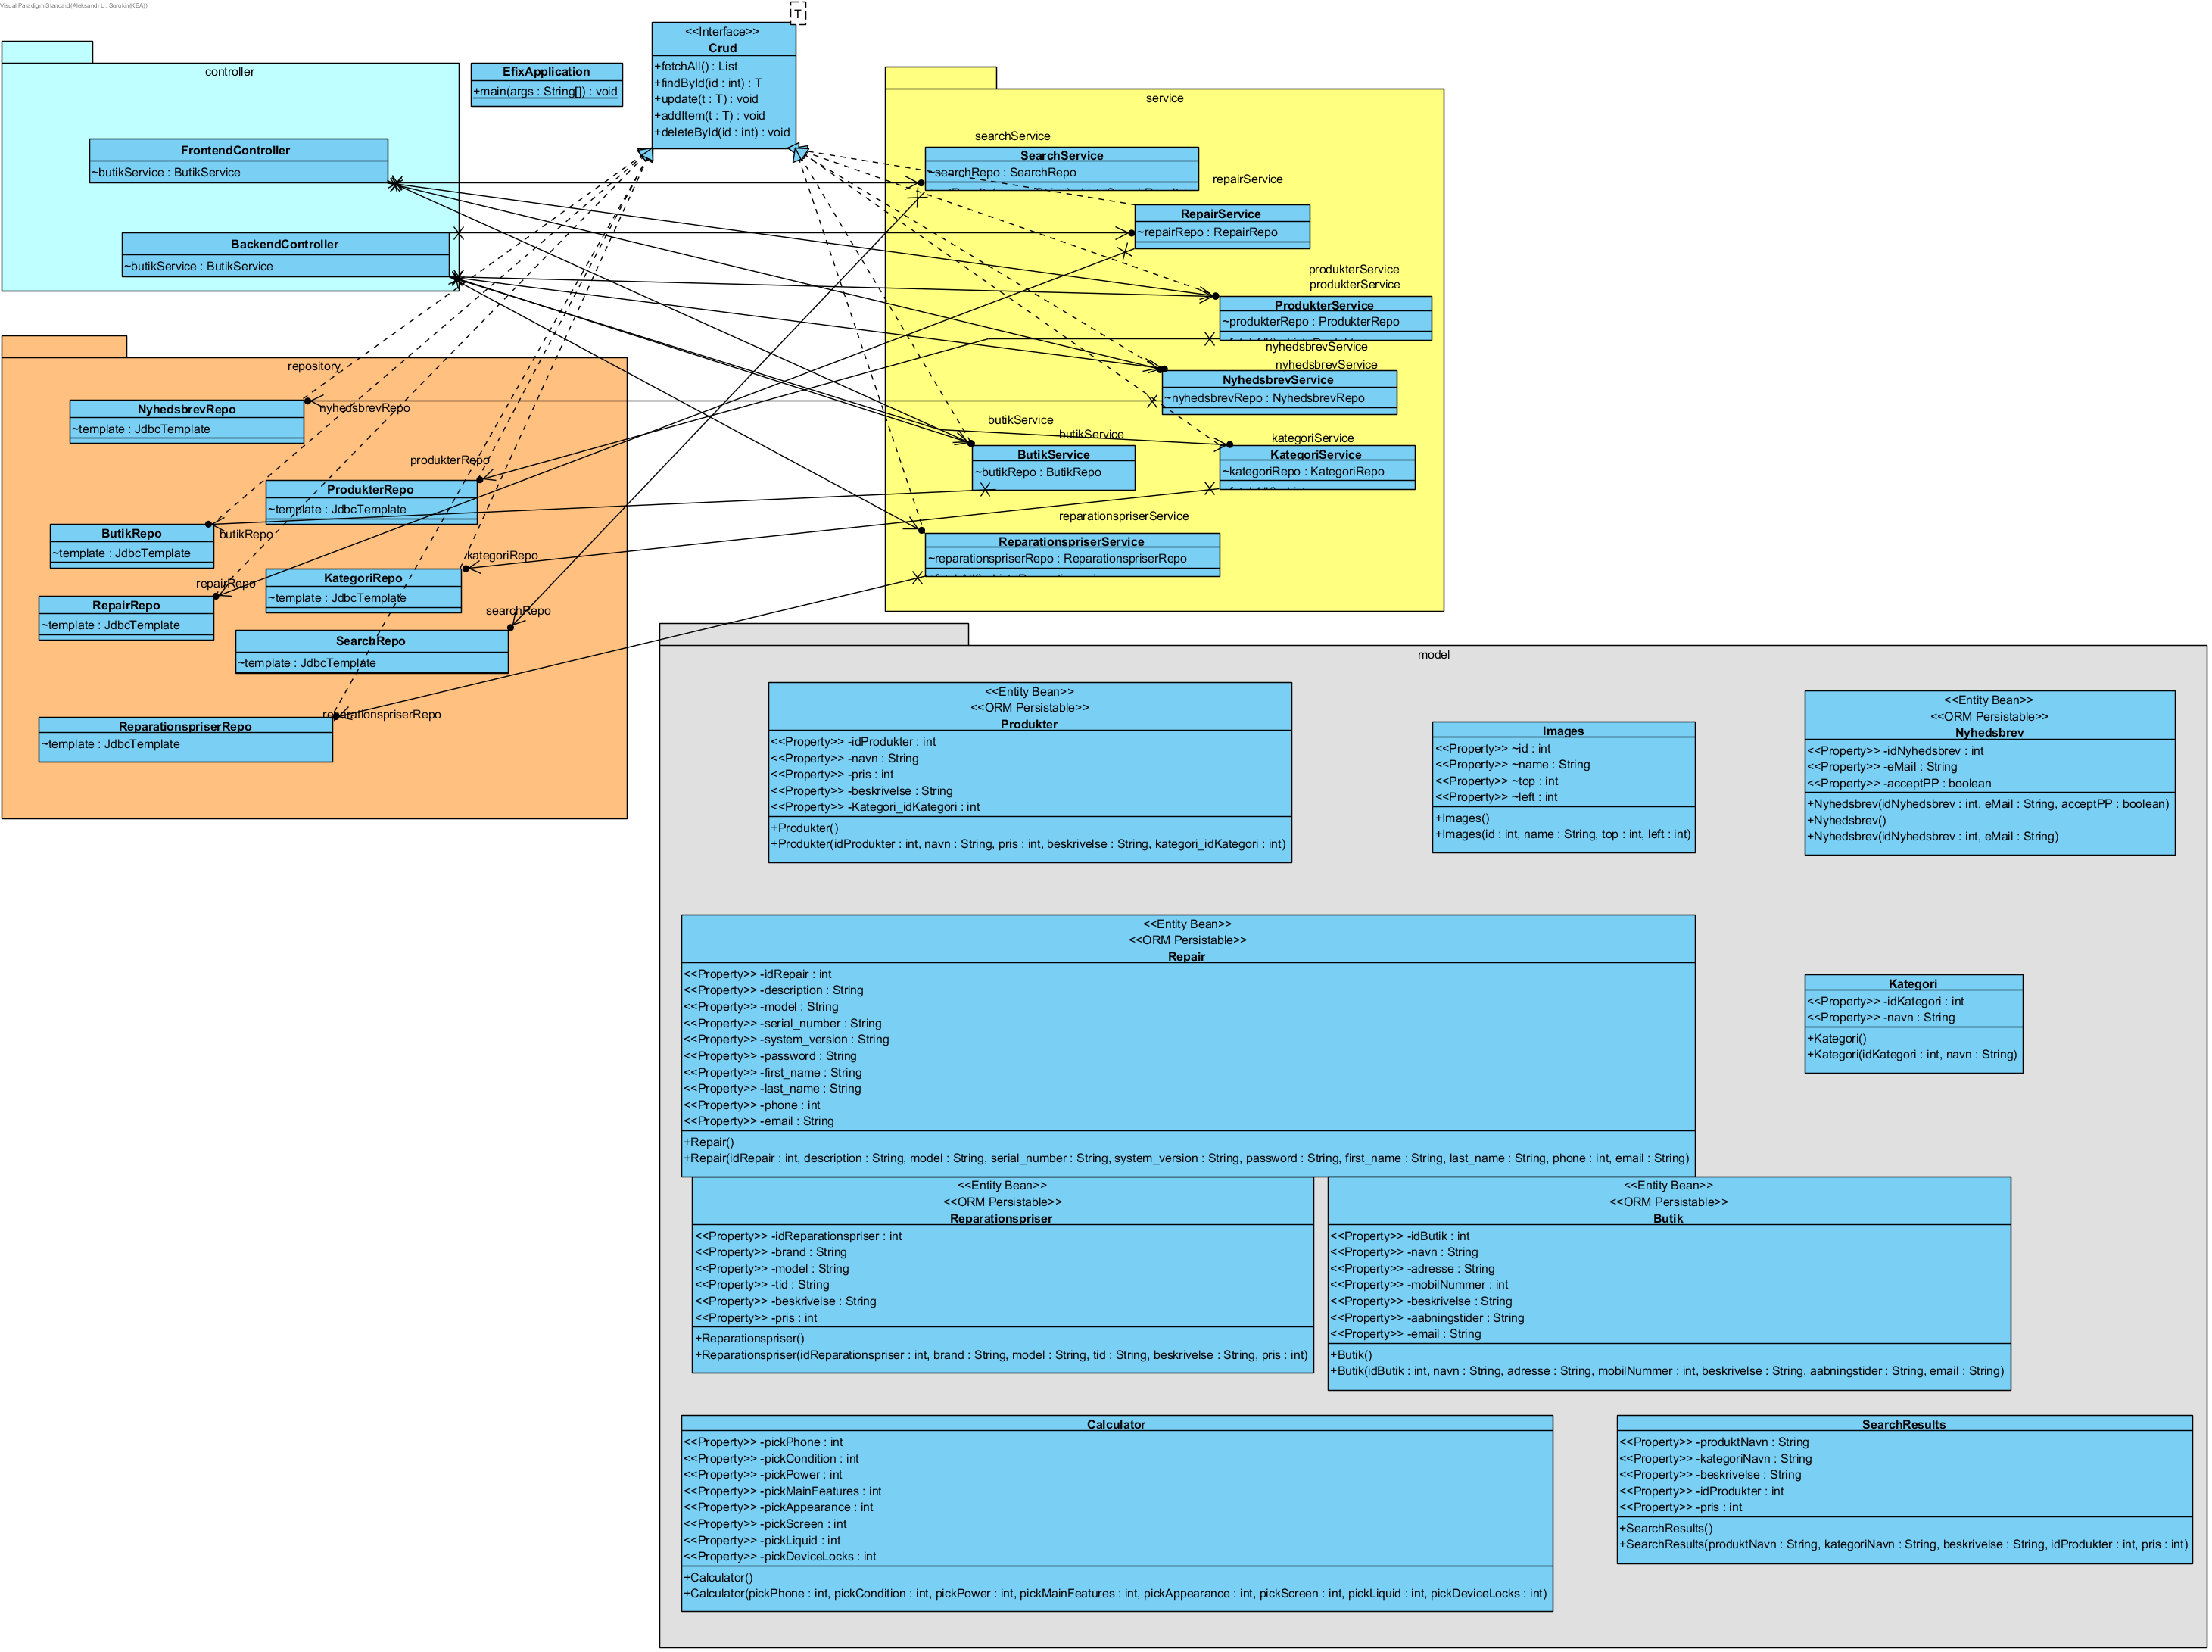 Visual Paradigm Standard(Aleksandr U. Sorokin(KEA))
T
<<Interface>>
Crud
+fetchAll() : List
+findById(id : int) : T
+update(t : T) : void
+addItem(t : T) : void
+deleteById(id : int) : void
EfixApplication
+main(args : String[]) : void
controller
FrontendController
~butikService : ButikService
BackendController
~butikService : ButikService
service
searchService
SearchService
~searchRepo : SearchRepo
repairService
RepairService
~repairRepo : RepairRepo
produkterService
produkterService
ProdukterService
~produkterRepo : ProdukterRepo
nyhedsbrevService
nyhedsbrevService
NyhedsbrevService
~nyhedsbrevRepo : NyhedsbrevRepo
butikService
butikService
ButikService
~butikRepo : ButikRepo
kategoriService
KategoriService
~kategoriRepo : KategoriRepo
reparationspriserService
ReparationspriserService
~reparationspriserRepo : ReparationspriserRepo
repository
NyhedsbrevRepo
~template : JdbcTemplate
nyhedsbrevRepo
produkterRepo
ProdukterRepo
~template : JdbcTemplate
ButikRepo
~template : JdbcTemplate
butikRepo
kategoriRepo
KategoriRepo
~template : JdbcTemplate
repairRepo
RepairRepo
~template : JdbcTemplate
searchRepo
SearchRepo
~template : JdbcTemplate
reparationspriserRepo
ReparationspriserRepo
~template : JdbcTemplate
model
<<Entity Bean>>
<<ORM Persistable>>
Produkter
<<Property>> -idProdukter : int
<<Property>> -navn : String
<<Property>> -pris : int
<<Property>> -beskrivelse : String
<<Property>> -Kategori_idKategori : int
+Produkter()
+Produkter(idProdukter : int, navn : String, pris : int, beskrivelse : String, kategori_idKategori : int)
Images
<<Property>> ~id : int
<<Property>> ~name : String
<<Property>> ~top : int
<<Property>> ~left : int
+Images()
+Images(id : int, name : String, top : int, left : int)
<<Entity Bean>>
<<ORM Persistable>>
Nyhedsbrev
<<Property>> -idNyhedsbrev : int
<<Property>> -eMail : String
<<Property>> -acceptPP : boolean
+Nyhedsbrev(idNyhedsbrev : int, eMail : String, acceptPP : boolean)
+Nyhedsbrev()
+Nyhedsbrev(idNyhedsbrev : int, eMail : String)
<<Entity Bean>>
<<ORM Persistable>>
Repair
<<Property>> -idRepair : int
<<Property>> -description : String
<<Property>> -model : String
<<Property>> -serial_number : String
<<Property>> -system_version : String
<<Property>> -password : String
<<Property>> -first_name : String
<<Property>> -last_name : String
<<Property>> -phone : int
<<Property>> -email : String
+Repair()
+Repair(idRepair : int, description : String, model : String, serial_number : String, system_version : String, password : String, first_name : String, last_name : String, phone : int, email : String)
Kategori
<<Property>> -idKategori : int
<<Property>> -navn : String
+Kategori()
+Kategori(idKategori : int, navn : String)
<<Entity Bean>>
<<ORM Persistable>>
Reparationspriser
<<Property>> -idReparationspriser : int
<<Property>> -brand : String
<<Property>> -model : String
<<Property>> -tid : String
<<Property>> -beskrivelse : String
<<Property>> -pris : int
+Reparationspriser()
+Reparationspriser(idReparationspriser : int, brand : String, model : String, tid : String, beskrivelse : String, pris : int)
<<Entity Bean>>
<<ORM Persistable>>
Butik
<<Property>> -idButik : int
<<Property>> -navn : String
<<Property>> -adresse : String
<<Property>> -mobilNummer : int
<<Property>> -beskrivelse : String
<<Property>> -aabningstider : String
<<Property>> -email : String
+Butik()
+Butik(idButik : int, navn : String, adresse : String, mobilNummer : int, beskrivelse : String, aabningstider : String, email : String)
Calculator
<<Property>> -pickPhone : int
<<Property>> -pickCondition : int
<<Property>> -pickPower : int
<<Property>> -pickMainFeatures : int
<<Property>> -pickAppearance : int
<<Property>> -pickScreen : int
<<Property>> -pickLiquid : int
<<Property>> -pickDeviceLocks : int
+Calculator()
+Calculator(pickPhone : int, pickCondition : int, pickPower : int, pickMainFeatures : int, pickAppearance : int, pickScreen : int, pickLiquid : int, pickDeviceLocks : int)
SearchResults
<<Property>> -produktNavn : String
<<Property>> -kategoriNavn : String
<<Property>> -beskrivelse : String
<<Property>> -idProdukter : int
<<Property>> -pris : int
+SearchResults()
+SearchResults(produktNavn : String, kategoriNavn : String, beskrivelse : String, idProdukter : int, pris : int)